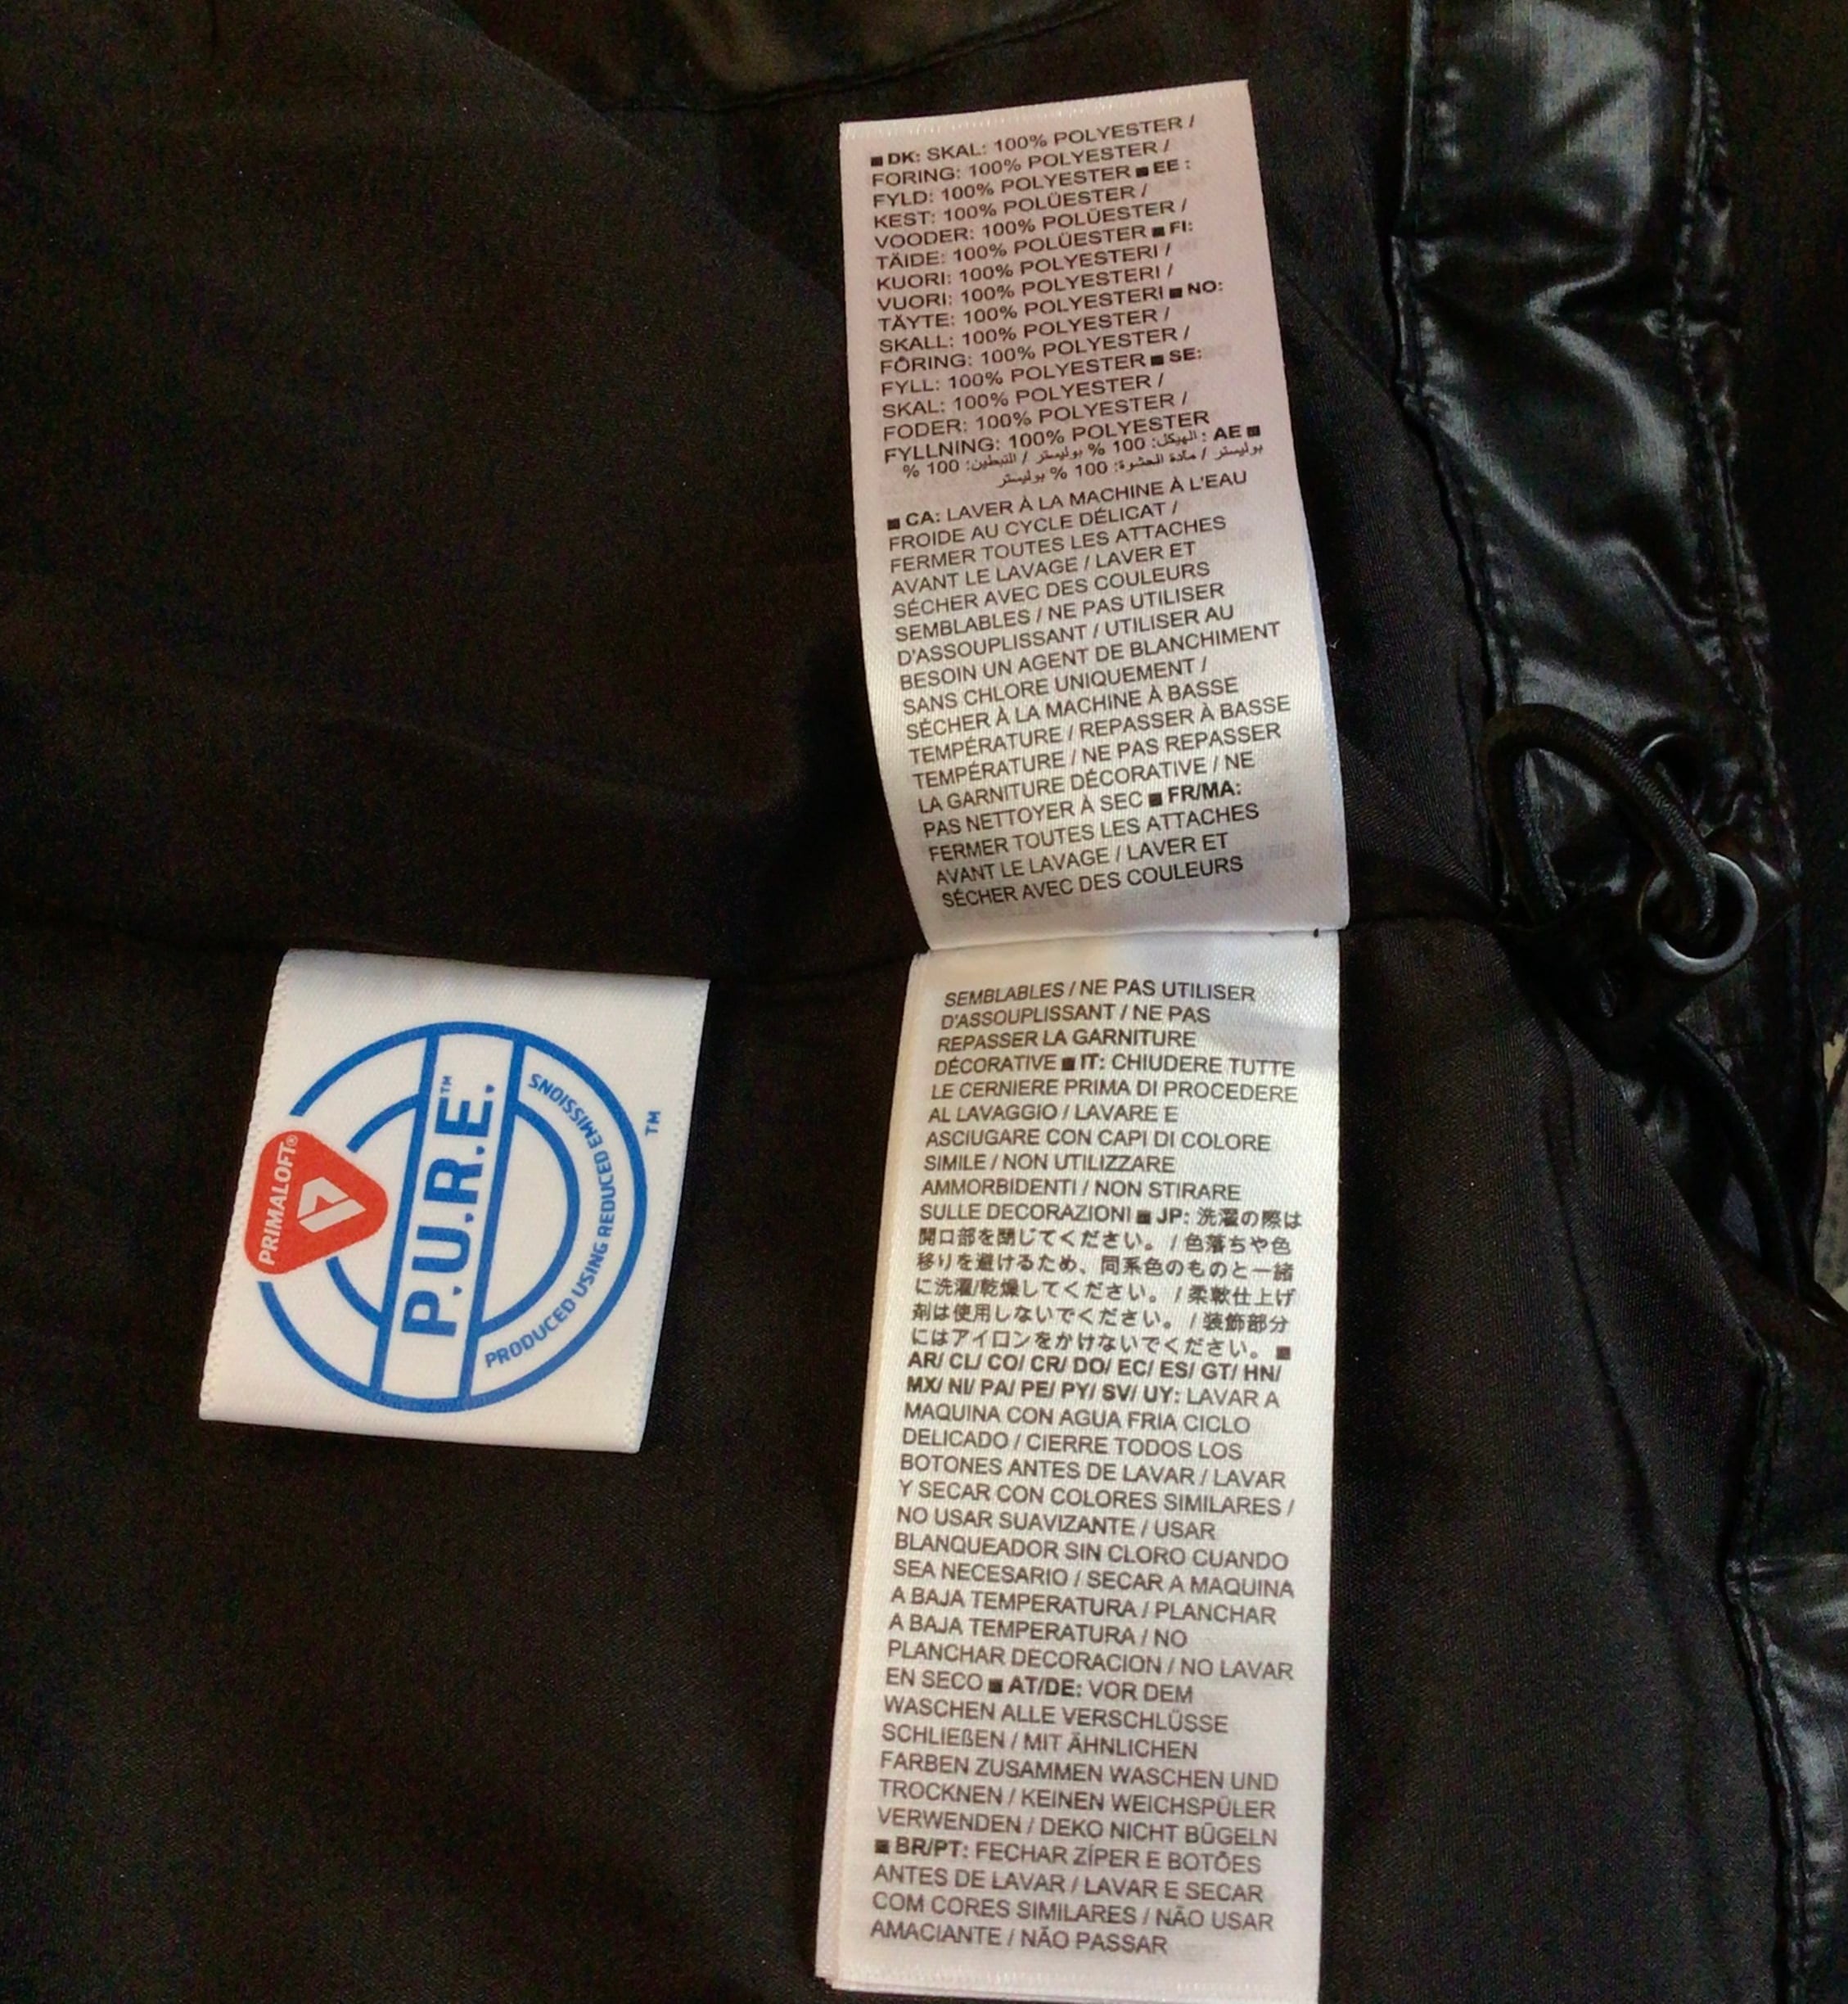 ■ DK: SKAL: 100% POLYESTER /
FORING: 100% POLYESTER /
FYLD: 100% POLYESTER ■ EE :
KEST: 100% POLÜESTER /
VOODER: 100% POLÜESTER /
TÄIDE: 100% POLÜESTER ■ FI:
KUORI: 100% POLYESTERI /
VUORI: 100% POLYESTERI /
TÄYTE: 100% POLYESTERI ■ NO:
SKALL: 100% POLYESTER /
FÔRING: 100% POLYESTER /
FYLL: 100% POLYESTER ■ SE:
SKAL: 100% POLYESTER /
FODER: 100% POLYESTER /
FYLLNING: 100% POLYESTER
■ AE : الهيكل: 100 % بوليستر / التبطين: 100 %
بوليستر / مادة الحشوة: 100 % بوليستر
■ CA: LAVER À LA MACHINE À L'EAU
FROIDE AU CYCLE DÉLICAT /
FERMER TOUTES LES ATTACHES
AVANT LE LAVAGE / LAVER ET
SÉCHER AVEC DES COULEURS
SEMBLABLES / NE PAS UTILISER
D'ASSOUPLISSANT / UTILISER AU
BESOIN UN AGENT DE BLANCHIMENT
SANS CHLORE UNIQUEMENT /
SÉCHER À LA MACHINE À BASSE
TEMPÉRATURE / REPASSER À BASSE
TEMPÉRATURE / NE PAS REPASSER
LA GARNITURE DÉCORATIVE / NE
PAS NETTOYER À SEC ■ FR/MA:
FERMER TOUTES LES ATTACHES
AVANT LE LAVAGE / LAVER ET
SÉCHER AVEC DES COULEURS
SEMBLABLES / NE PAS UTILISER
D'ASSOUPLISSANT / NE PAS
REPASSER LA GARNITURE
DÉCORATIVE ■ IT: CHIUDERE TUTTE
LE CERNIERE PRIMA DI PROCEDERE
AL LAVAGGIO / LAVARE E
ASCIUGARE CON CAPI DI COLORE
SIMILE / NON UTILIZZARE
AMMORBIDENTI / NON STIRARE
SULLE DECORAZIONI ■ JP: 洗濯の際は
開口部を閉じてください。 / 色落ちや色
移りを避けるため、同系色のものと一緒
に洗濯/乾燥してください。 / 柔軟仕上げ
剤は使用しないでください。 / 装飾部分
にはアイロンをかけないでください。 ■
AR/ CL/ CO/ CR/ DO/ EC/ ES/ GT/ HN/
MX/ NI/ PA/ PE/ PY/ SV/ UY: LAVAR A
MAQUINA CON AGUA FRIA CICLO
DELICADO / CIERRE TODOS LOS
BOTONES ANTES DE LAVAR / LAVAR
Y SECAR CON COLORES SIMILARES /
NO USAR SUAVIZANTE / USAR
BLANQUEADOR SIN CLORO CUANDO
SEA NECESARIO / SECAR A MAQUINA
A BAJA TEMPERATURA / PLANCHAR
A BAJA TEMPERATURA / NO
PLANCHAR DECORACION / NO LAVAR
EN SECO ■ AT/DE: VOR DEM
WASCHEN ALLE VERSCHLÜSSE
SCHLIEßEN / MIT ÄHNLICHEN
FARBEN ZUSAMMEN WASCHEN UND
TROCKNEN / KEINEN WEICHSPÜLER
VERWENDEN / DEKO NICHT BÜGELN
■ BR/PT: FECHAR ZÍPER E BOTÕES
ANTES DE LAVAR / LAVAR E SECAR
COM CORES SIMILARES / NÃO USAR
AMACIANTE / NÃO PASSAR
PRIMALOFT®
P.U.R.E.™
PRODUCED USING REDUCED EMISSIONS
™